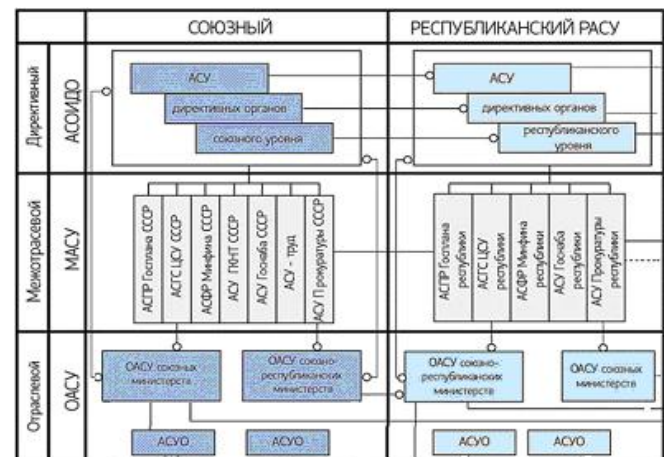 СОЮЗНЫЙ
РЕСПУБЛИКАНСКИЙ РАСУ
Директивный
АСОИДО
АСУ
директивных органов
союзного уровня
АСУ
директивных органов
республиканского
уровня
Межотрасевой
МАСУ
АСПР Госплана СССР
АСГС ЦСУ СССР
АСФР Минфина СССР
АСУ ГКНТ СССР
АСУ Госнаба СССР
АСУ - труд
АСУ Прокуратуры СССР
АСПР Госплана
республики
АСГС ЦСУ
республики
АСФР Минфина
республики
АСУ Госнаба
республики
АСУ Прокуратуры
республики
Отраслевой
ОАСУ
ОАСУ союзных
министерств
ОАСУ союзно-
республиканских
министерств
ОАСУ союзно-
республиканских
министерств
ОАСУ союзных
министерств
АСУО
АСУО
АСУО
АСУО